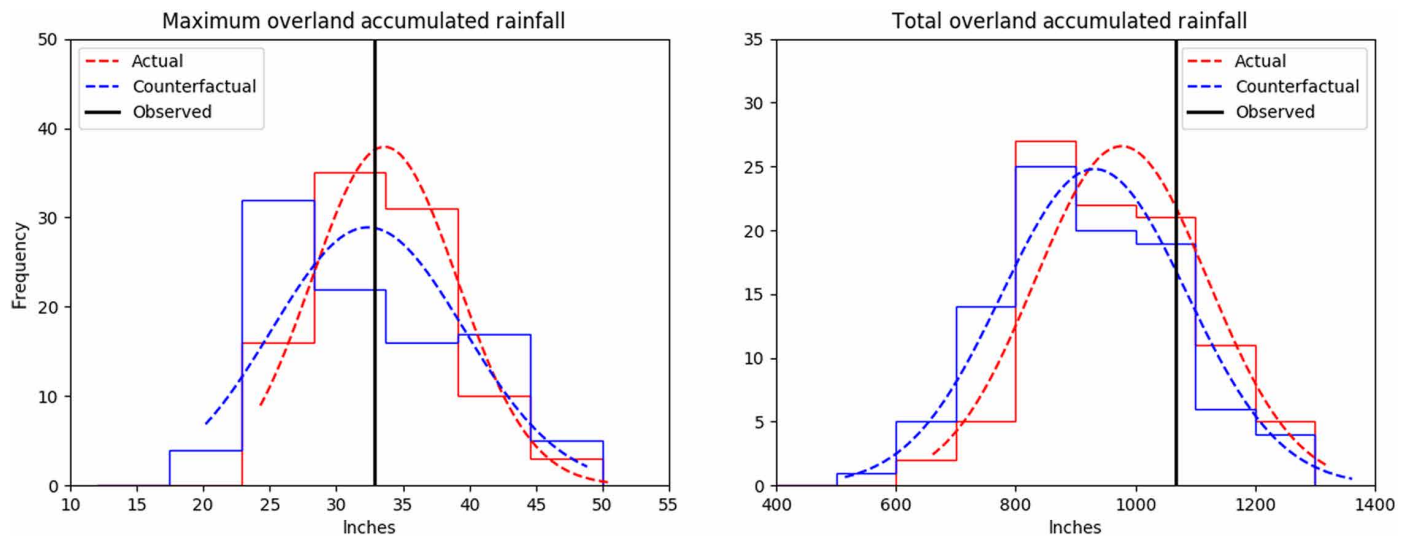 Maximum overland accumulated rainfall
50
40
30
20
10
0
Frequency
Actual
Counterfactual
Observed
10 15 20 25 30 35 40 45 50 55
Inches
Total overland accumulated rainfall
35
30
25
20
15
10
5
0
Actual
Counterfactual
Observed
400 600 800 1000 1200 1400
Inches